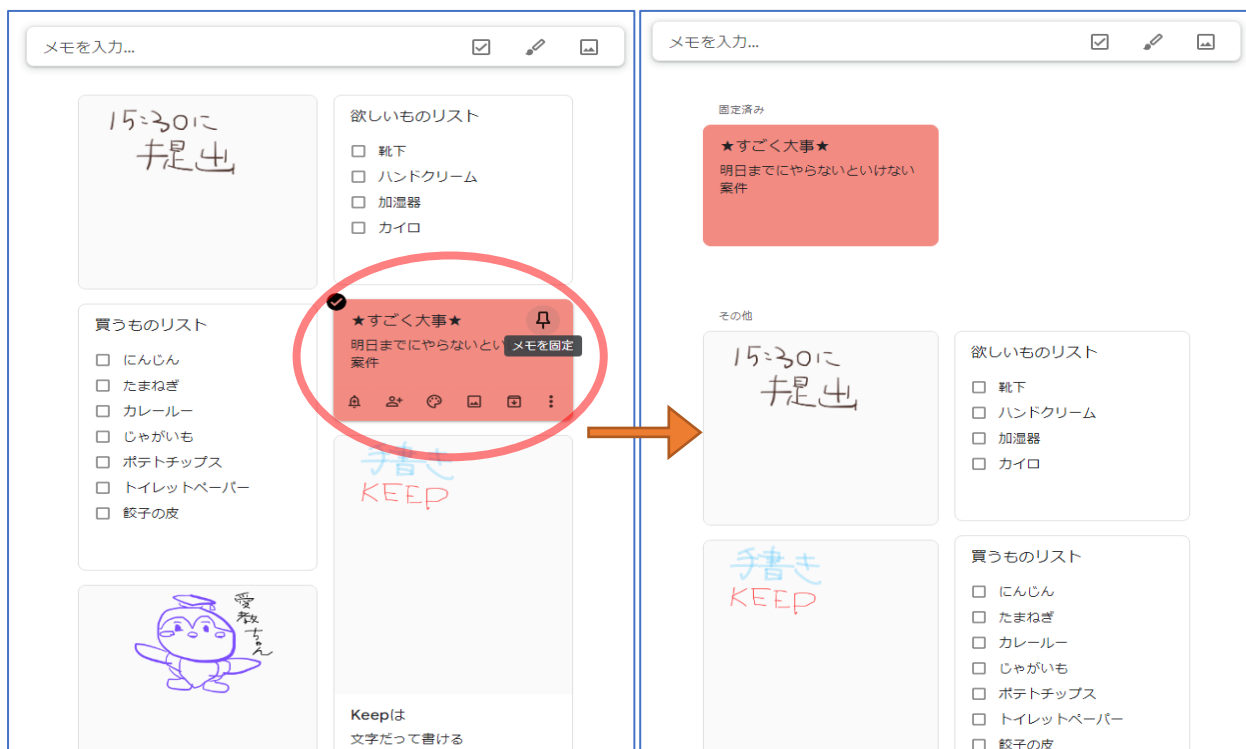 メモを入力...
15:30に
提出
欲しいものリスト
靴下
ハンドクリーム
加湿器
カイロ
買うものリスト
にんじん
たまねぎ
カレールー
じゃがいも
ポテトチップス
トイレットペーパー
餃子の皮
★すごく大事★
明日までにやらないとい
案件
メモを固定
手書き
KEEP
愛教ちゃん
Keepは
文字だって書ける
メモを入力...
固定済み
★すごく大事★
明日までにやらないといけない
案件
その他
15:30に
提出
欲しいものリスト
靴下
ハンドクリーム
加湿器
カイロ
手書き
KEEP
買うものリスト
にんじん
たまねぎ
カレールー
じゃがいも
ポテトチップス
トイレットペーパー
餃子の皮